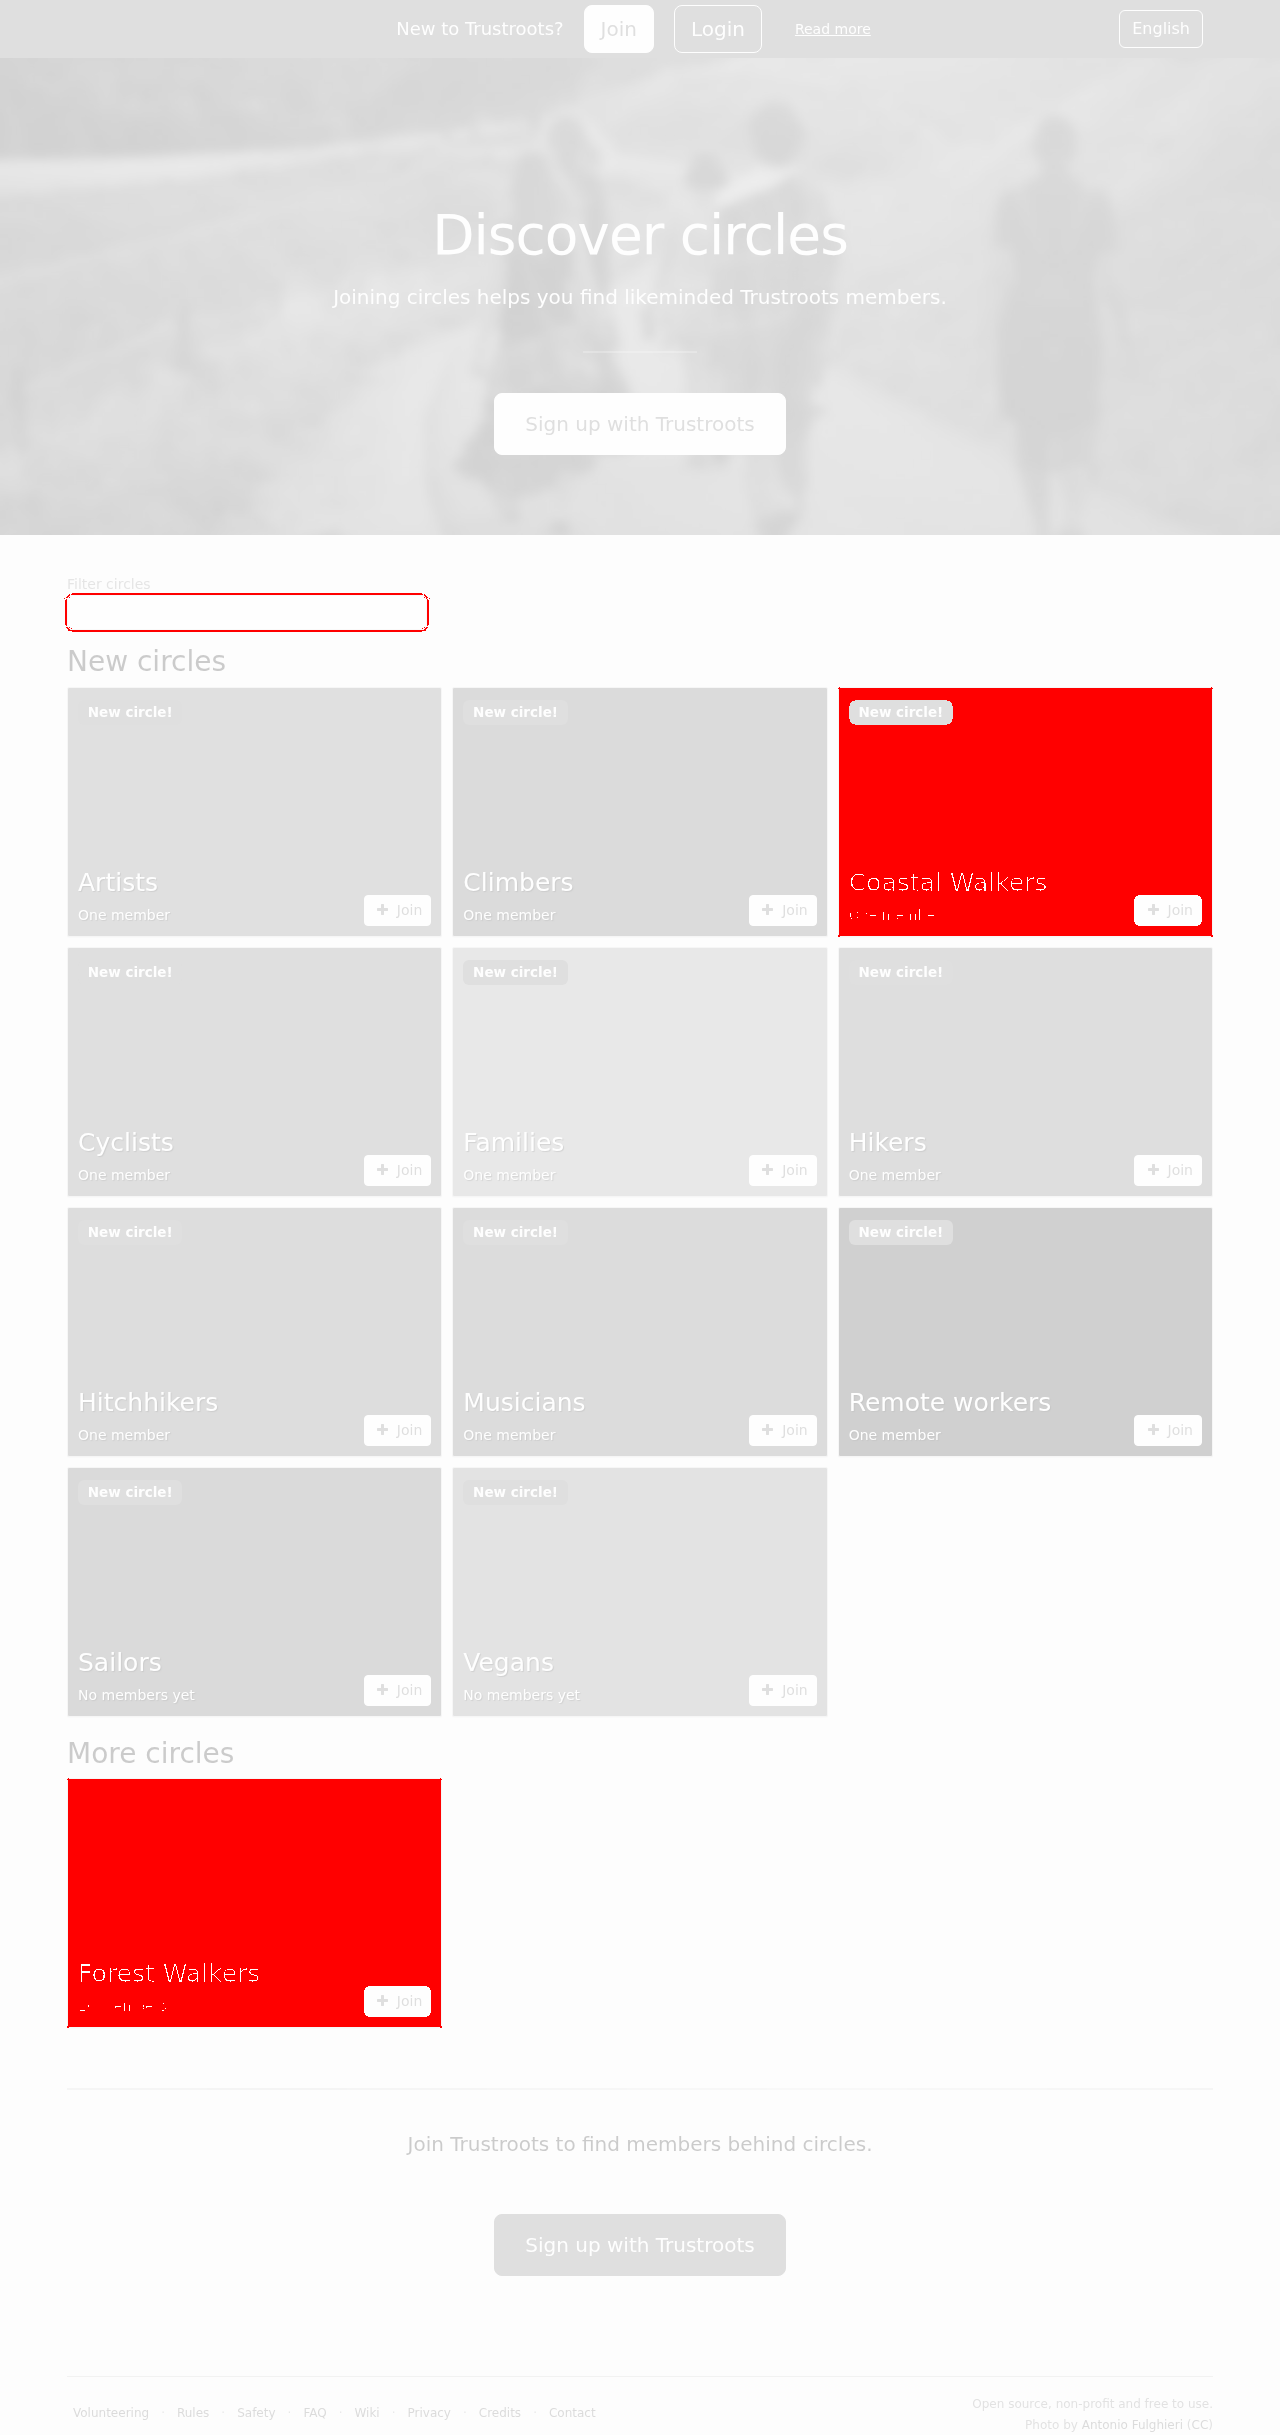 New to Trustroots? Join Login Read more English
Discover circles
Joining circles helps you find likeminded Trustroots members.
Sign up with Trustroots
Filter circles
New circles
New circle! New circle! New circle!
Artists Climbers Coastal Walkers
One member One member
Join Join Join
New circle! New circle! New circle!
Cyclists Families Hikers
One member One member One member
Join Join Join
New circle! New circle! New circle!
Hitchhikers Musicians Remote workers
One member One member One member
Join Join Join
New circle! New circle!
Sailors Vegans
No members yet No members yet
Join Join
More circles
Forest Walkers
Join
Join Trustroots to find members behind circles.
Sign up with Trustroots
Volunteering · Rules · Safety · FAQ · Wiki · Privacy · Credits · Contact
Open source, non-profit and free to use.
Photo by Antonio Fulghieri (CC)